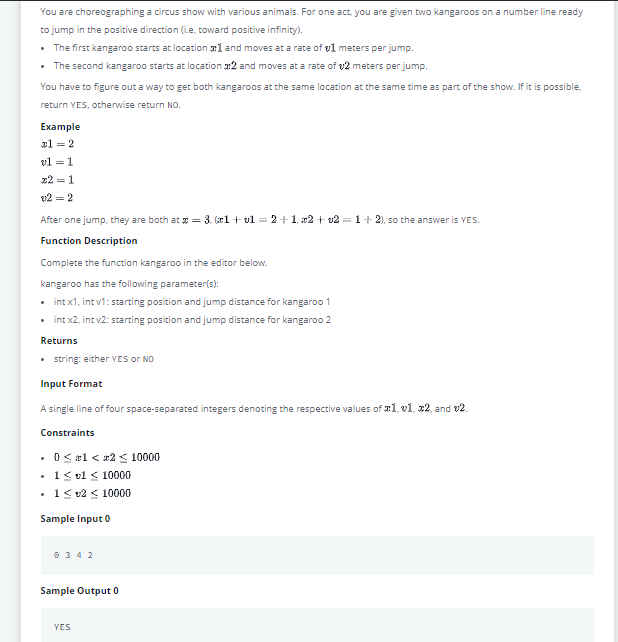 You are choreographing a circus show with various animals. For one act, you are given two kangaroos on a number line ready
to jump in the positive direction (i.e, toward positive infinity).
• The first kangaroo starts at location x1 and moves at a rate of v1 meters per jump.
• The second kangaroo starts at location x2 and moves at a rate of v2 meters per jump.
You have to figure out a way to get both kangaroos at the same location at the same time as part of the show. If it is possible,
return YES, otherwise return NO.
Example
x1 = 2
v1 = 1
x2 = 1
v2 = 2
After one jump, they are both at x = 3, (x1 + v1 = 2 + 1, x2 + v2 = 1 + 2), so the answer is YES.
Function Description
Complete the function kangaroo in the editor below.
kangaroo has the following parameter(s):
• int x1, int v1: starting position and jump distance for kangaroo 1
• int x2, int v2: starting position and jump distance for kangaroo 2
Returns
• string: either YES or NO
Input Format
A single line of four space-separated integers denoting the respective values of x1, v1, x2, and v2.
Constraints
• 0 ≤ x1 < x2 ≤ 10000
• 1 ≤ v1 ≤ 10000
• 1 ≤ v2 ≤ 10000
Sample Input 0
0 3 4 2
Sample Output 0
YES